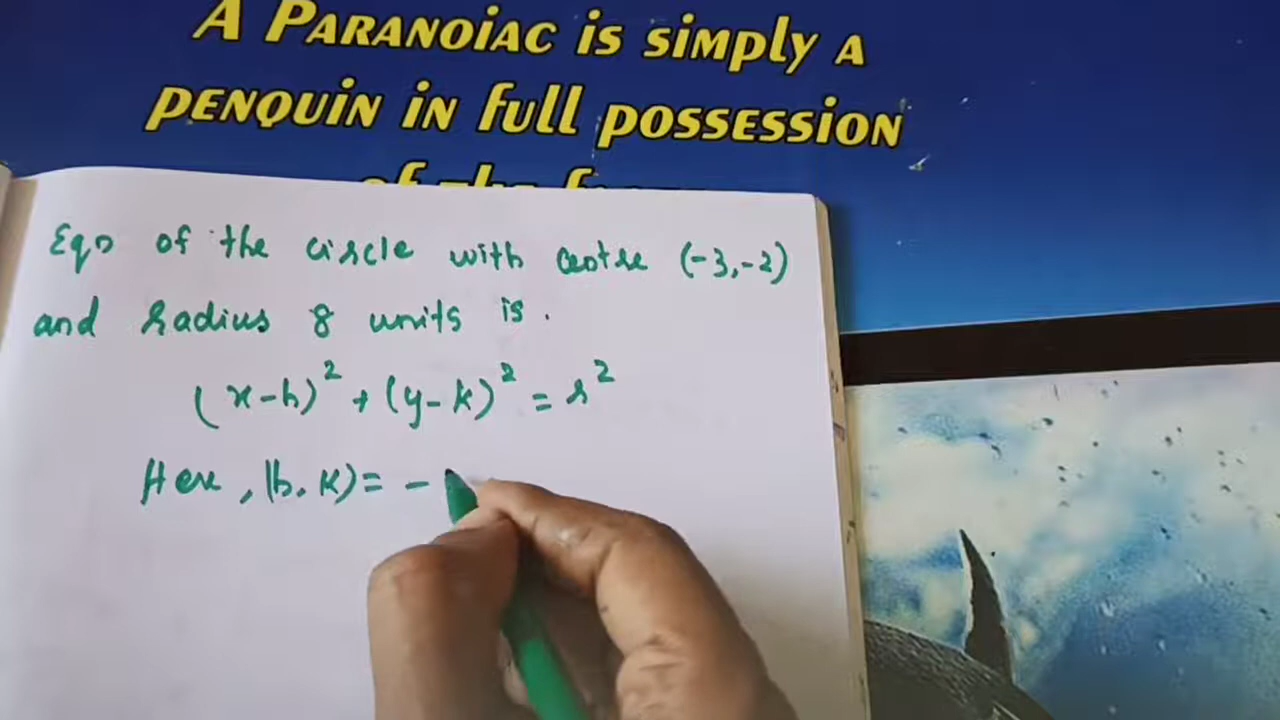 A PARANOIAC is simply A
PENQUIN IN full POSSESSION
Eqn of the circle with centre (-3,-2)
and radius 8 units is.
(x-h)² + (y-k)² = r²
Here, (h, k) = -